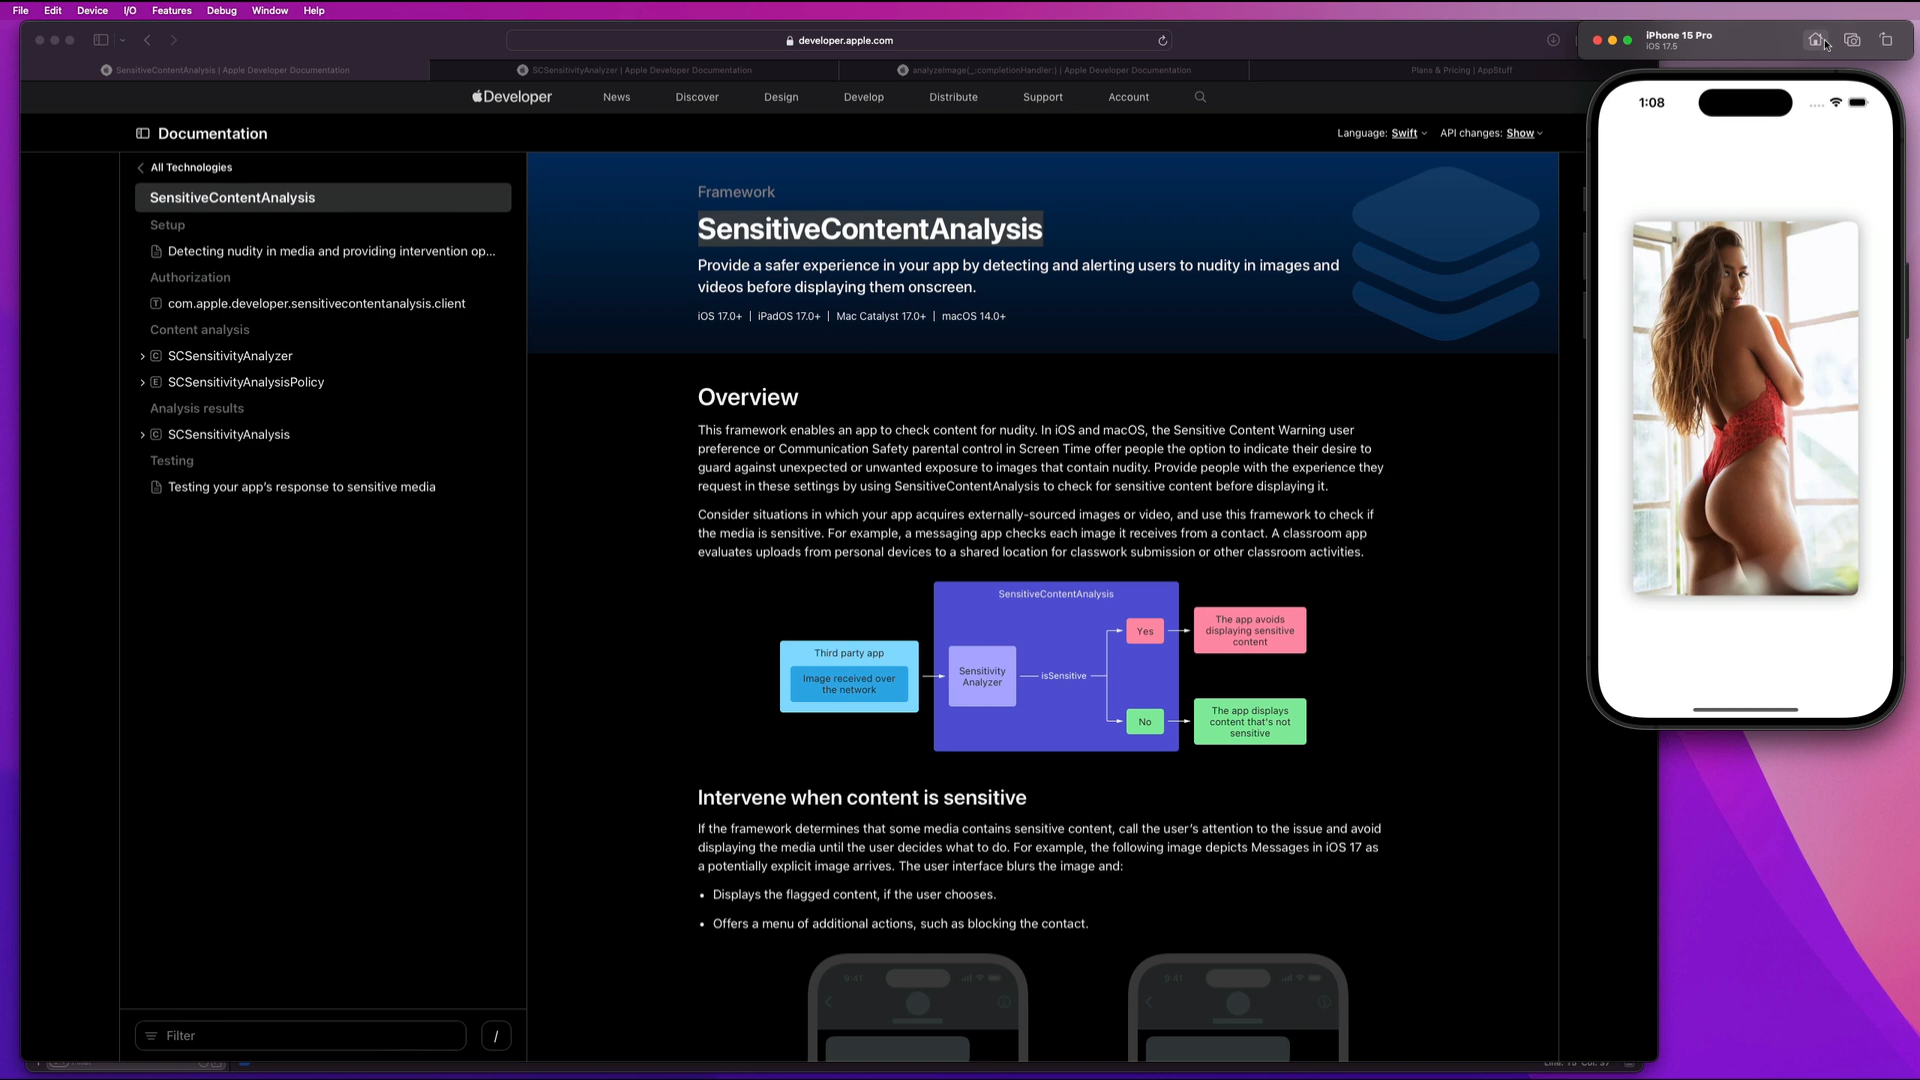 File Edit Device I/O Features Debug Window Help
developer.apple.com
iPhone 15 Pro
iOS 17.5
SensitiveContentAnalysis | Apple Developer Documentation
SCSensitivityAnalyzer | Apple Developer Documentation
analyzeImage(_:completionHandler:) | Apple Developer Documentation
Plans & Pricing | AppStuff
Developer News Discover Design Develop Distribute Support Account
Documentation
Language: Swift API changes: Show
1:08
All Technologies
SensitiveContentAnalysis
Setup
Detecting nudity in media and providing intervention op...
Authorization
com.apple.developer.sensitivecontentanalysis.client
Content analysis
SCSensitivityAnalyzer
SCSensitivityAnalysisPolicy
Analysis results
SCSensitivityAnalysis
Testing
Testing your app's response to sensitive media
Filter
/
Framework
SensitiveContentAnalysis
Provide a safer experience in your app by detecting and alerting users to nudity in images and
videos before displaying them onscreen.
iOS 17.0+ | iPadOS 17.0+ | Mac Catalyst 17.0+ | macOS 14.0+
Overview
This framework enables an app to check content for nudity. In iOS and macOS, the Sensitive Content Warning user
preference or Communication Safety parental control in Screen Time offer people the option to indicate their desire to
guard against unexpected or unwanted exposure to images that contain nudity. Provide people with the experience they
request in these settings by using SensitiveContentAnalysis to check for sensitive content before displaying it.
Consider situations in which your app acquires externally-sourced images or video, and use this framework to check if
the media is sensitive. For example, a messaging app checks each image it receives from a contact. A classroom app
evaluates uploads from personal devices to a shared location for classwork submission or other classroom activities.
SensitiveContentAnalysis
Third party app
Image received over
the network
Sensitivity
Analyzer
isSensitive
Yes
The app avoids
displaying sensitive
content
No
The app displays
content that's not
sensitive
Intervene when content is sensitive
If the framework determines that some media contains sensitive content, call the user's attention to the issue and avoid
displaying the media until the user decides what to do. For example, the following image depicts Messages in iOS 17 as
a potentially explicit image arrives. The user interface blurs the image and:
• Displays the flagged content, if the user chooses.
• Offers a menu of additional actions, such as blocking the contact.
9:41
9:41